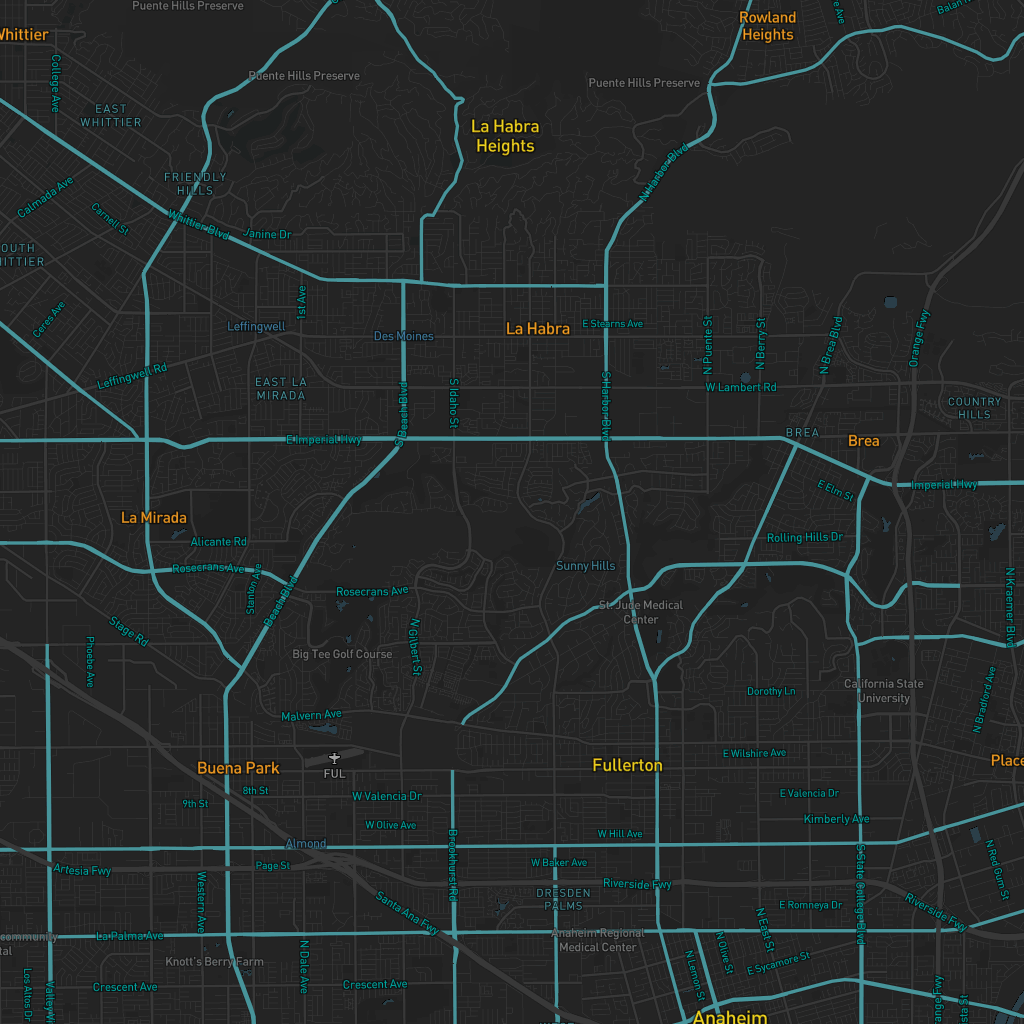 Puente Hills Preserve
Whittier
Rowland
Heights
College Ave
Puente Hills Preserve
Puente Hills Preserve
EAST
WHITTIER
La Habra
Heights
N Harbor Blvd
FRIENDLY
HILLS
Calmada Ave
Carnell St
Whittier Blvd
Janine Dr
1st Ave
Ceres Ave
Leffingwell
Des Moines
La Habra
E Stearns Ave
N Puente St
N Berry St
N Brea Blvd
Orange Fwy
Leffingwell Rd
EAST LA
MIRADA
S Beach Blvd
S Idaho St
S Harbor Blvd
W Lambert Rd
COUNTRY
HILLS
E Imperial Hwy
BREA
Brea
E Elm St
Imperial Hwy
La Mirada
Alicante Rd
Rolling Hills Dr
Rosecrans Ave
Stanton Ave
Beach Blvd
Rosecrans Ave
Sunny Hills
St. Jude Medical
Center
N Kraemer Blvd
Stage Rd
Phoebe Ave
N Gilbert St
Big Tee Golf Course
Dorothy Ln
California State
University
N Bradford Ave
Malvern Ave
E Wilshire Ave
Buena Park
FUL
Fullerton
Place
8th St
9th St
W Valencia Dr
E Valencia Dr
W Olive Ave
W Hill Ave
Kimberly Ave
Almond
Brookhurst Rd
Artesia Fwy
Page St
W Baker Ave
S State College Blvd
N Red Gum St
Western Ave
Riverside Fwy
DRESDEN
PALMS
Santa Ana Fwy
E Romneya Dr
Riverside Fwy
community
La Palma Ave
Anaheim Regional
Medical Center
N East St
N Olive St
Knott's Berry Farm
N Dale Ave
N Lemon St
E Sycamore St
Los Altos Dr
Crescent Ave
Crescent Ave
Anaheim